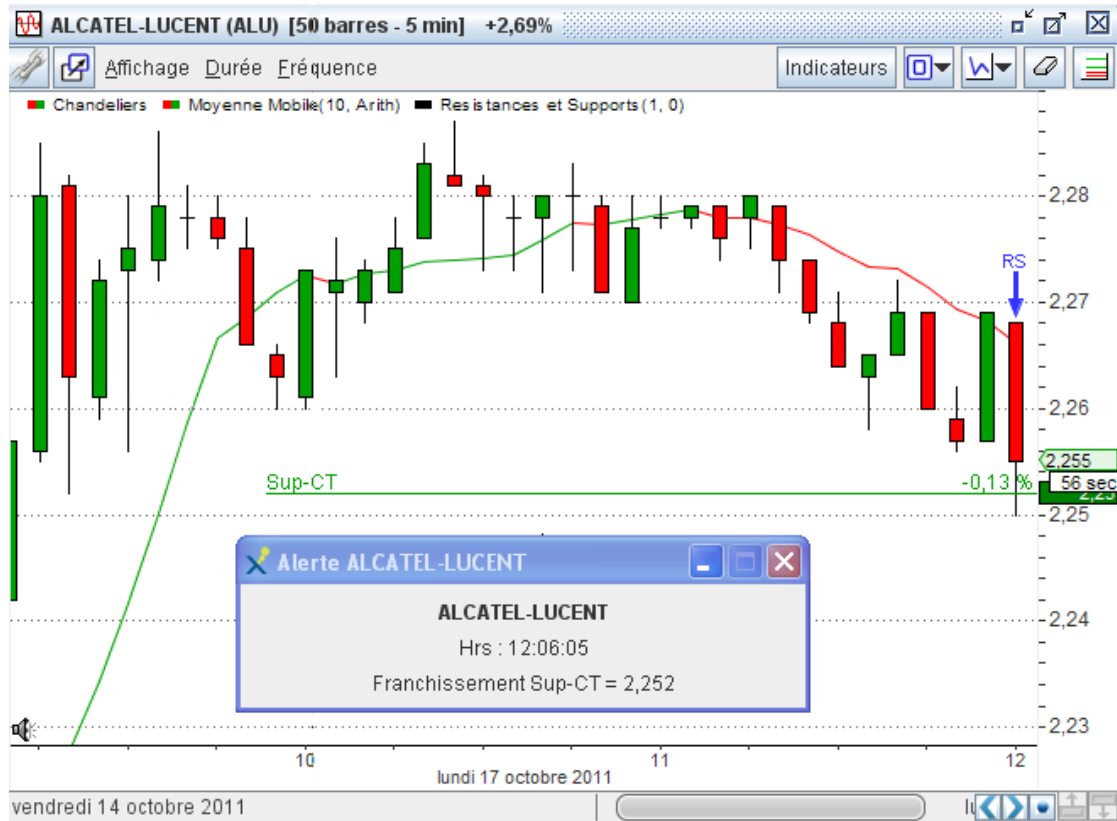 ALCATEL-LUCENT (ALU) [50 barres - 5 min] +2,69%
Affichage Durée Fréquence Indicateurs
Chandeliers Moyenne Mobile(10, Arith) Resistances et Supports(1, 0)
2,28
RS
2,27
2,26
2,255
Sup-CT -0,13 % 56 sec
2,25
Alerte ALCATEL-LUCENT
ALCATEL-LUCENT
Hrs : 12:06:05
Franchissement Sup-CT = 2,252
2,24
2,23
10 11 12
lundi 17 octobre 2011
vendredi 14 octobre 2011